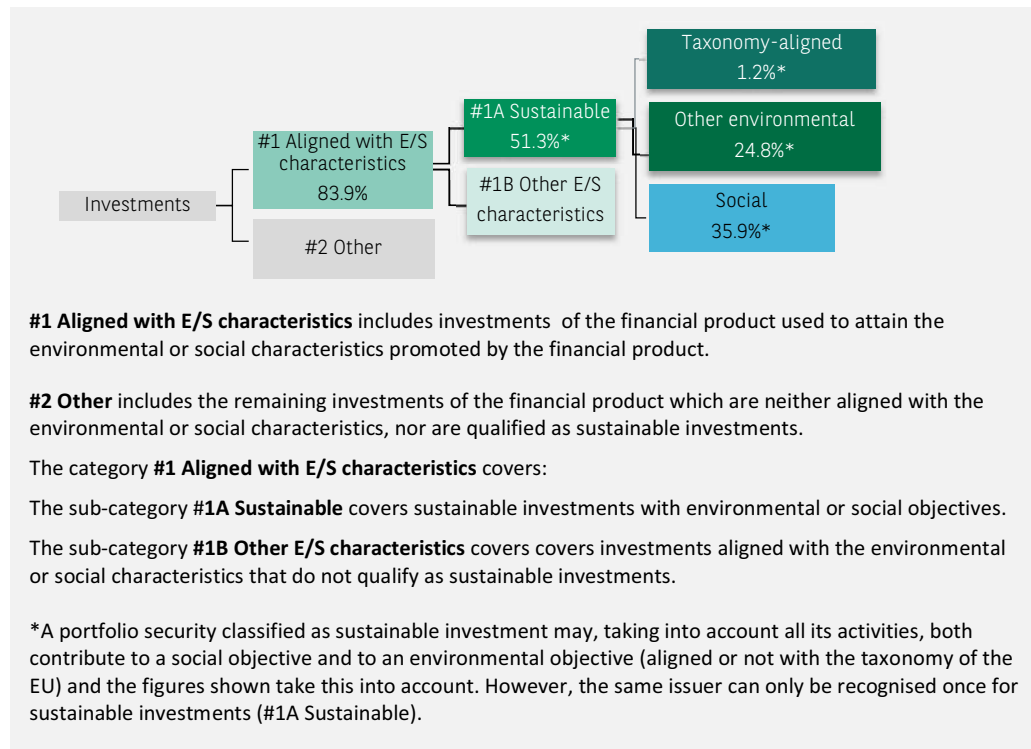 Investments
#1 Aligned with E/S
characteristics
83.9%
#2 Other
#1A Sustainable
51.3%*
#1B Other E/S
characteristics
Taxonomy-aligned
1.2%*
Other environmental
24.8%*
Social
35.9%*
#1 Aligned with E/S characteristics includes investments of the financial product used to attain the
environmental or social characteristics promoted by the financial product.
#2 Other includes the remaining investments of the financial product which are neither aligned with the
environmental or social characteristics, nor are qualified as sustainable investments.
The category #1 Aligned with E/S characteristics covers:
The sub-category #1A Sustainable covers sustainable investments with environmental or social objectives.
The sub-category #1B Other E/S characteristics covers covers investments aligned with the environmental
or social characteristics that do not qualify as sustainable investments.
*A portfolio security classified as sustainable investment may, taking into account all its activities, both
contribute to a social objective and to an environmental objective (aligned or not with the taxonomy of the
EU) and the figures shown take this into account. However, the same issuer can only be recognised once for
sustainable investments (#1A Sustainable).